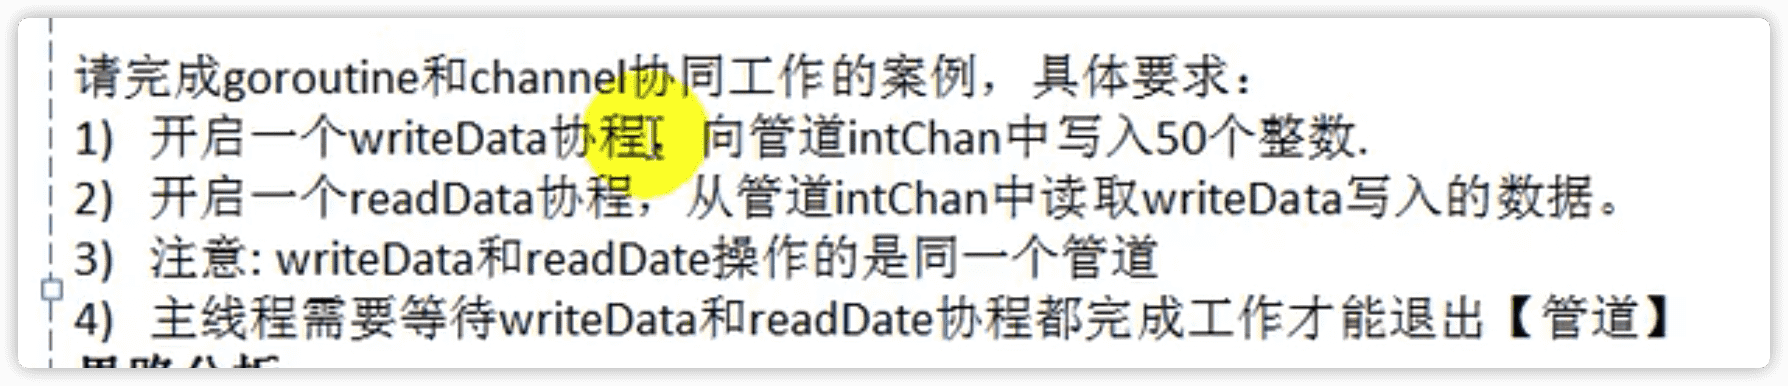 请完成goroutine和channel协同工作的案例，具体要求：
1) 开启一个writeData协程，向管道intChan中写入50个整数.
2) 开启一个readData协程，从管道intChan中读取writeData写入的数据。
3) 注意: writeData和readDate操作的是同一个管道
4) 主线程需要等待writeData和readDate协程都完成工作才能退出【管道】